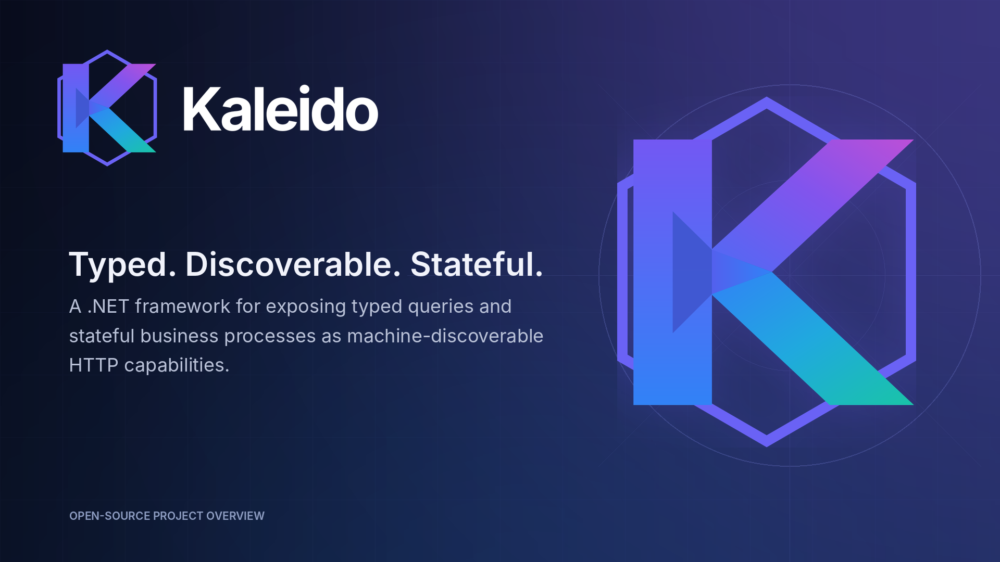 Kaleido
Typed. Discoverable. Stateful.
A .NET framework for exposing typed queries and
stateful business processes as machine-discoverable
HTTP capabilities.
OPEN-SOURCE PROJECT OVERVIEW